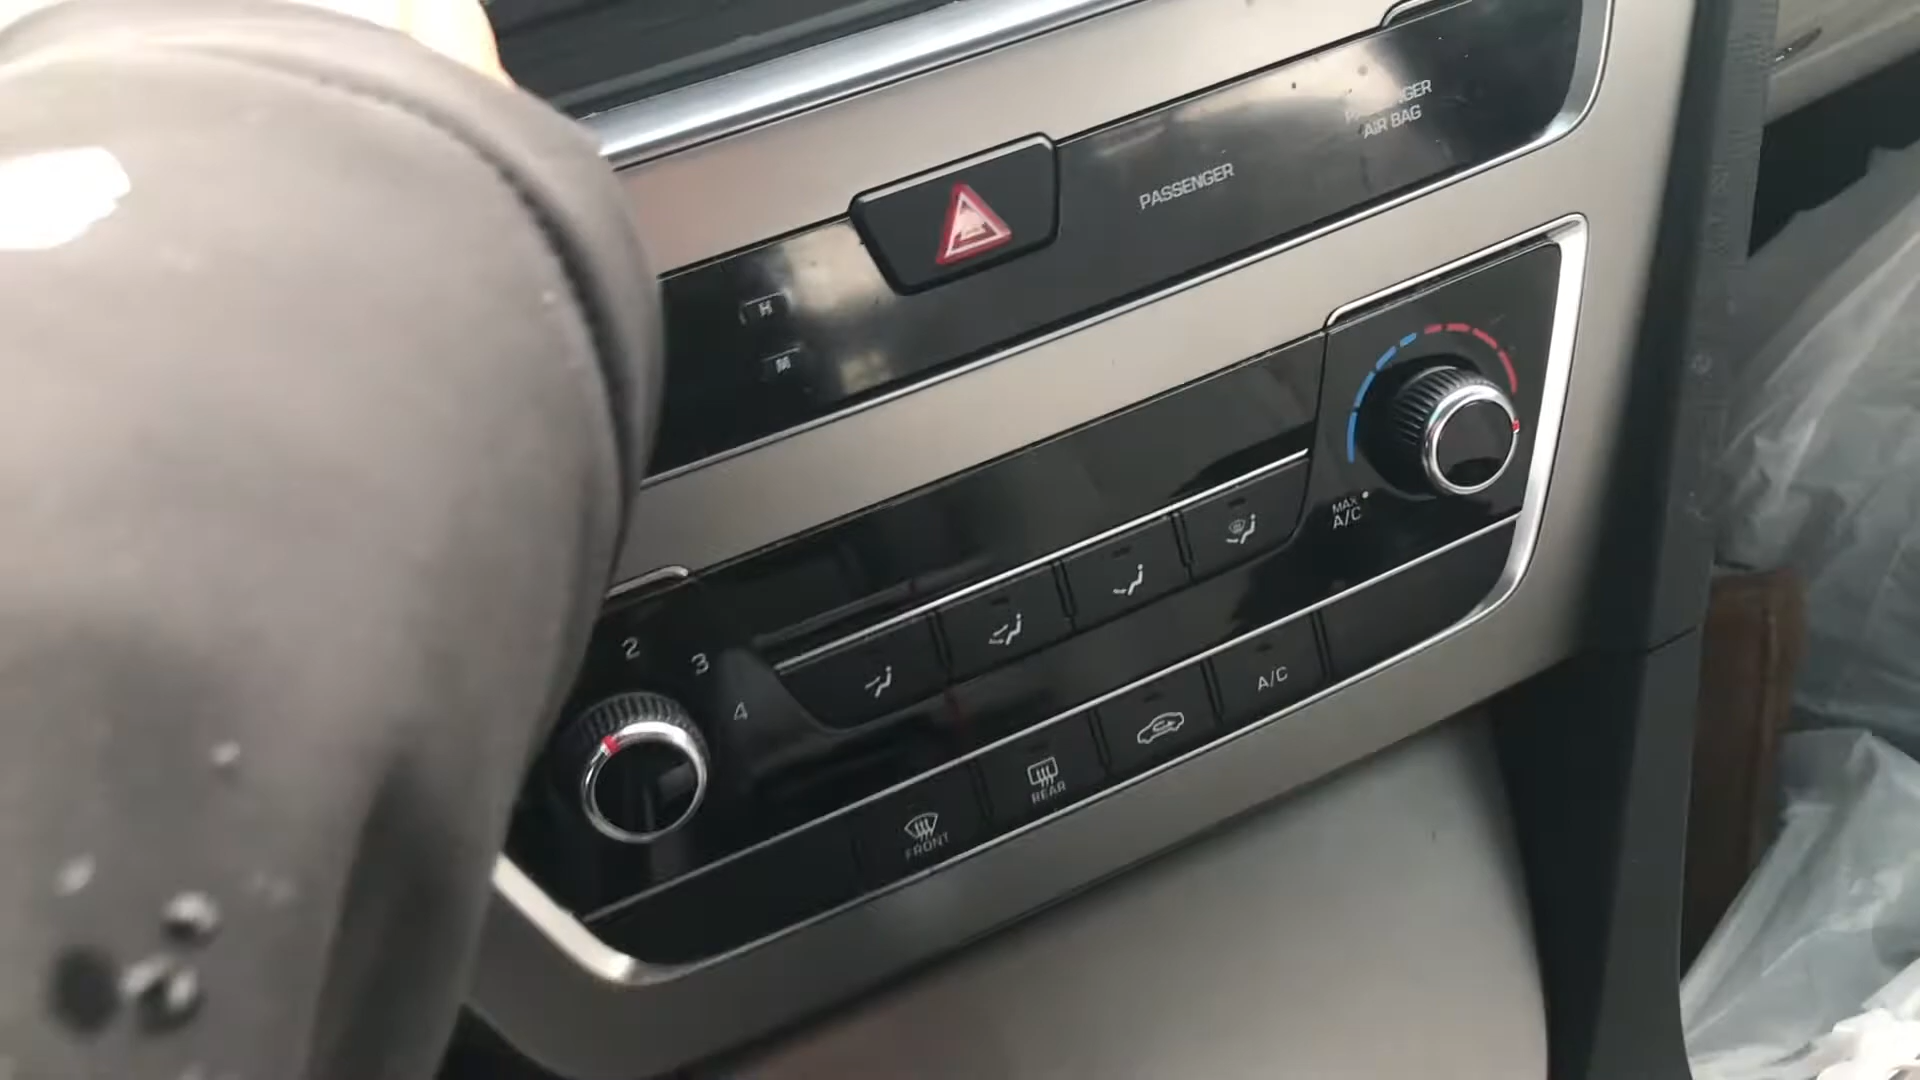 PASSENGER
AIR BAG
PASSENGER
MAX
A/C
2
3
4
A/C
REAR
FRONT